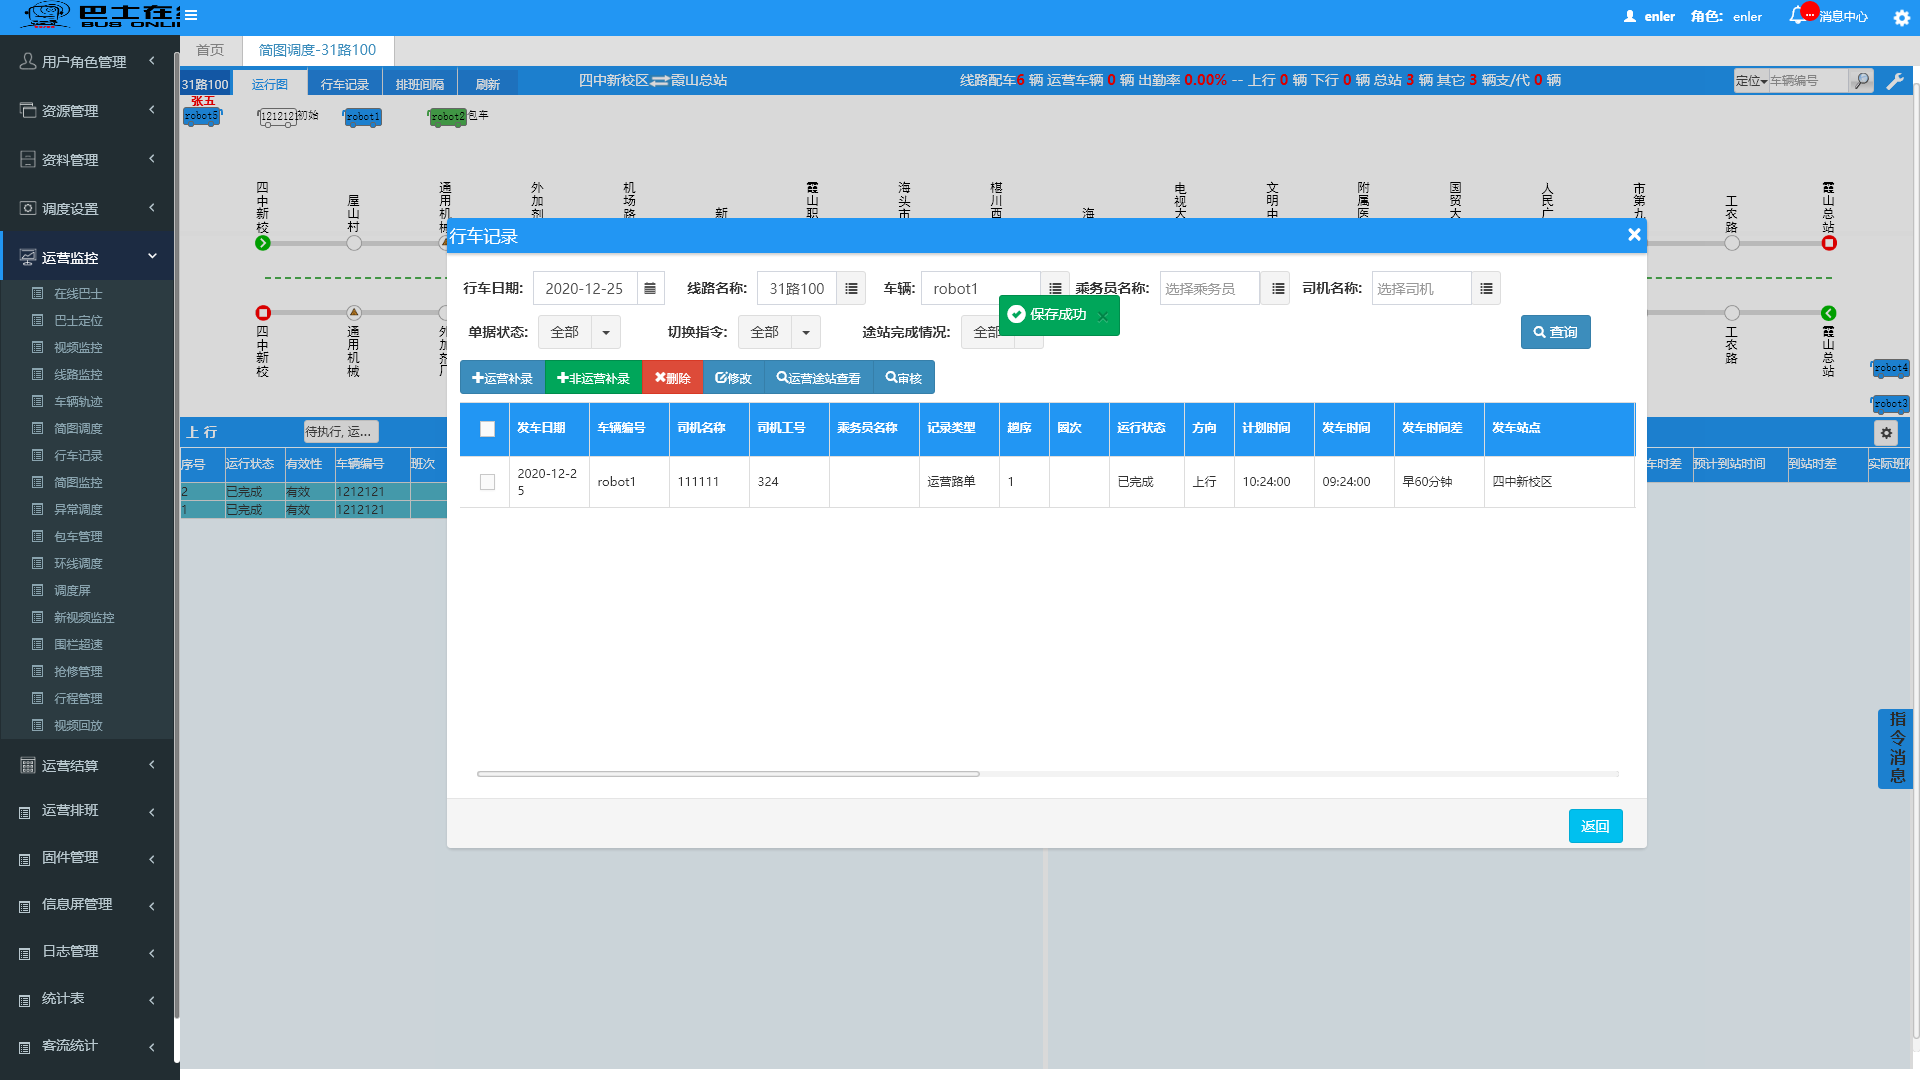 巴士在线
BUS ONLI
enler 角色: enler ... 消息中心
用户角色管理
资源管理
资料管理
调度设置
运营监控
在线巴士
巴士定位
视频监控
线路监控
车辆轨迹
简图调度
行车记录
简图监控
异常调度
包车管理
环线调度
调度屏
新视频监控
围栏超速
抢修管理
行程管理
视频回放
运营结算
运营排班
固件管理
信息屏管理
日志管理
统计表
客流统计
首页 简图调度-31路100
31路100 运行图 行车记录 排班间隔 刷新 四中新校区 霞山总站 线路配车6 辆 运营车辆 0 辆 出勤率 0.00% -- 上行 0 辆 下行 0 辆 总站 3 辆 其它 3 辆支/代 0 辆 定位 车辆编号
张五
robot5 1212121 初始 robot1 robot2 包车
四中新校
屋山村
通用机械
外加剂
机场路
新
霞山职
海头市
椹川西
海
电视大
文明中
附属医
国贸大
人民广
市第九
工农路
霞山总站
四中新校
通用机械
外加剂厂
工农路
霞山总站
robot4
robot3
上 行 待执行, 运...
序号 运行状态 有效性 车辆编号 班次
2 已完成 有效 1212121
1 已完成 有效 1212121
车时差 预计到站时间 到站时差 实际班
指令消息
行车记录 ×
行车日期: 2020-12-25 线路名称: 31路100 车辆: robot1 乘务员名称: 选择乘务员 司机名称: 选择司机
保存成功 ×
单据状态: 全部 切换指令: 全部 途站完成情况: 全部 查询
运营补录 非运营补录 删除 修改 运营途站查看 审核
发车日期 车辆编号 司机名称 司机工号 乘务员名称 记录类型 趟序 圈次 运行状态 方向 计划时间 发车时间 发车时间差 发车站点
2020-12-25 robot1 111111 324 运营路单 1 已完成 上行 10:24:00 09:24:00 早60分钟 四中新校区
返回